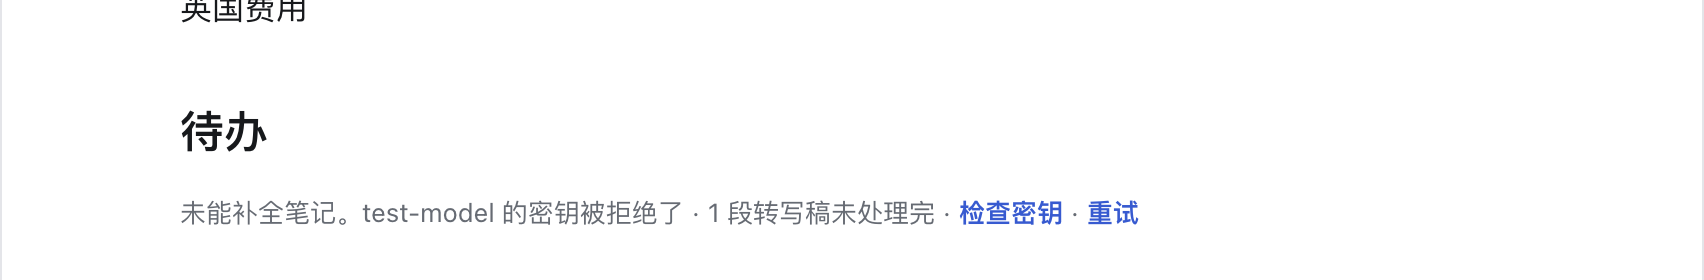 英国费用
待办
未能补全笔记。test-model 的密钥被拒绝了 · 1 段转写稿未处理完 · 检查密钥 · 重试